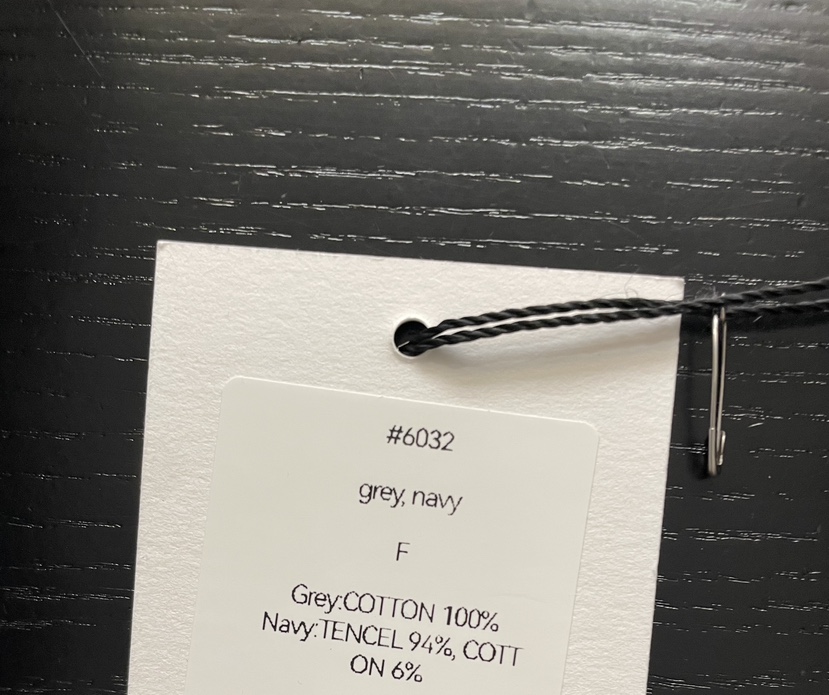 #6032
grey, navy
F
Grey:COTTON 100%
Navy:TENCEL 94%, COTT
ON 6%